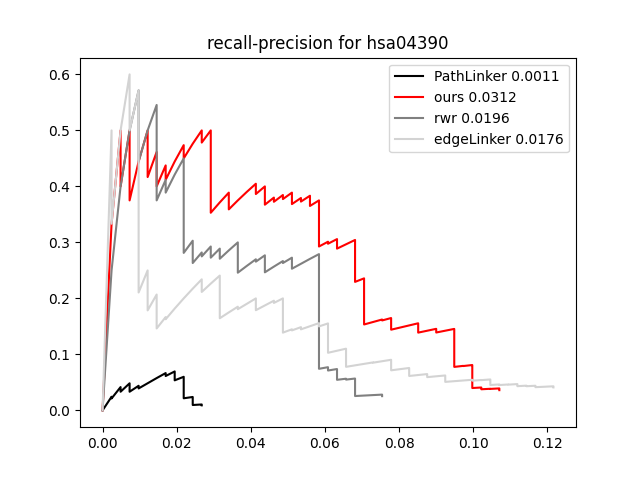 recall-precision for hsa04390
PathLinker 0.0011
ours 0.0312
rwr 0.0196
edgeLinker 0.0176
0.6
0.5
0.4
0.3
0.2
0.1
0.0
0.00 0.02 0.04 0.06 0.08 0.10 0.12